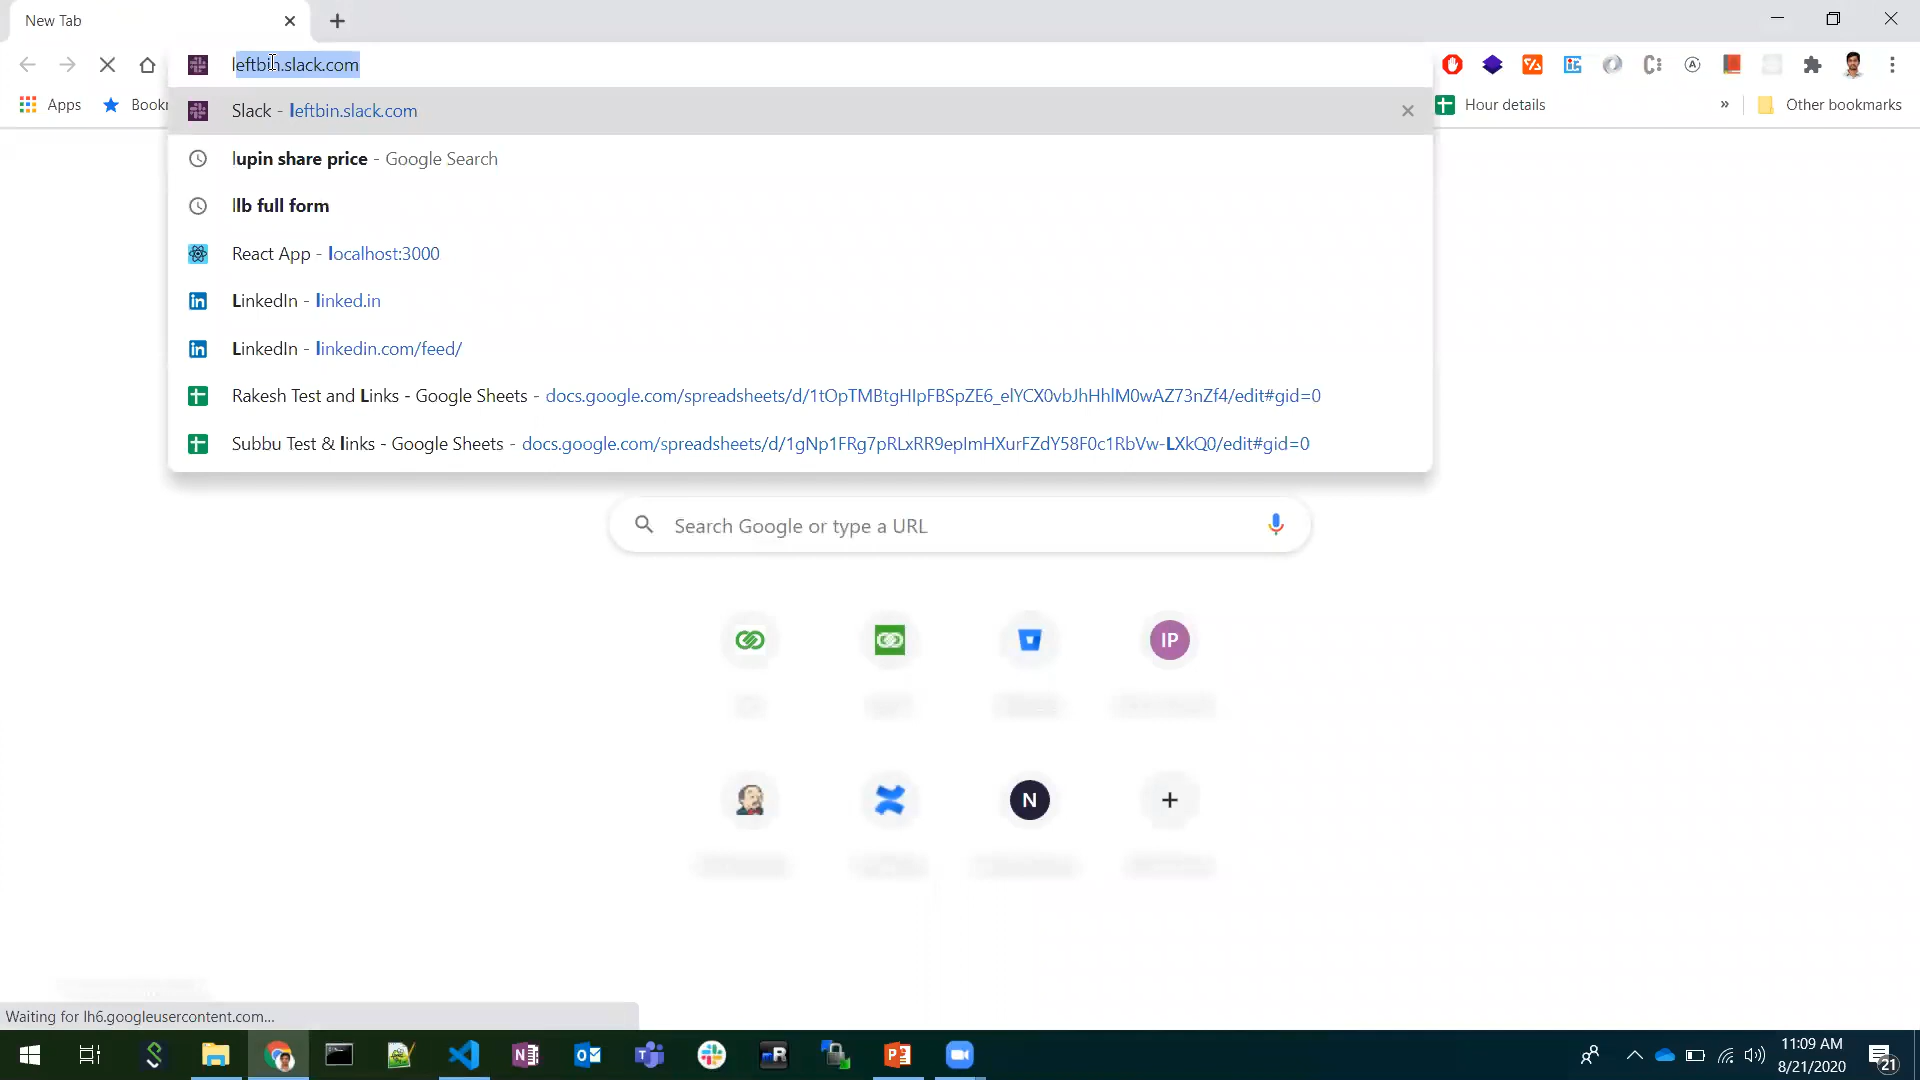 New Tab
leftbin.slack.com
Apps
Bookr
Hour details
»
Other bookmarks
Slack - leftbin.slack.com
lupin share price - Google Search
llb full form
React App - localhost:3000
LinkedIn - linked.in
LinkedIn - linkedin.com/feed/
Rakesh Test and Links - Google Sheets - docs.google.com/spreadsheets/d/1tOpTMBtgHIpFBSpZE6_elYCX0vbJhHhlM0wAZ73nZf4/edit#gid=0
Subbu Test & links - Google Sheets - docs.google.com/spreadsheets/d/1gNp1FRg7pRLxRR9epImHXurFZdY58F0c1RbVw-LXkQ0/edit#gid=0
Search Google or type a URL
IP
N
Waiting for lh6.googleusercontent.com...
11:09 AM
8/21/2020
21